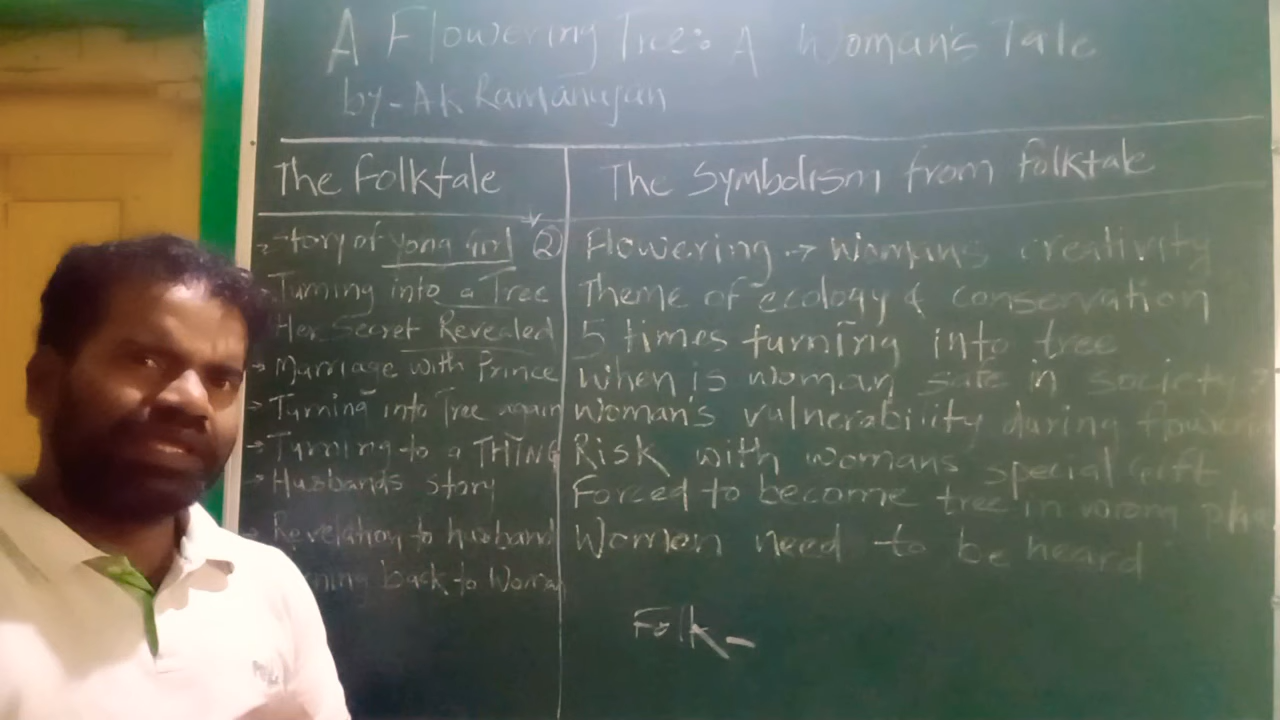 A Flowering Tree: A Woman's Tale
by - AK Ramanujan
The Folktale
The Symbolism from folktale
tory of yong Girl ②
Turning into a Tree
Her Secret Revealed
→ Marriage with Prince
→ Turning into Tree again
→ Turning to a THING
→ Husbands story
→ Revelation to husband
ning back to Woman
Flowering → womans creativity
Theme of ecology & conservation
5 times turning into tree
When is woman safe in society?
Woman's vulnerability during
Risk with womans special Gift
Forced to become tree in wrong
Women need to be heard
Folk -